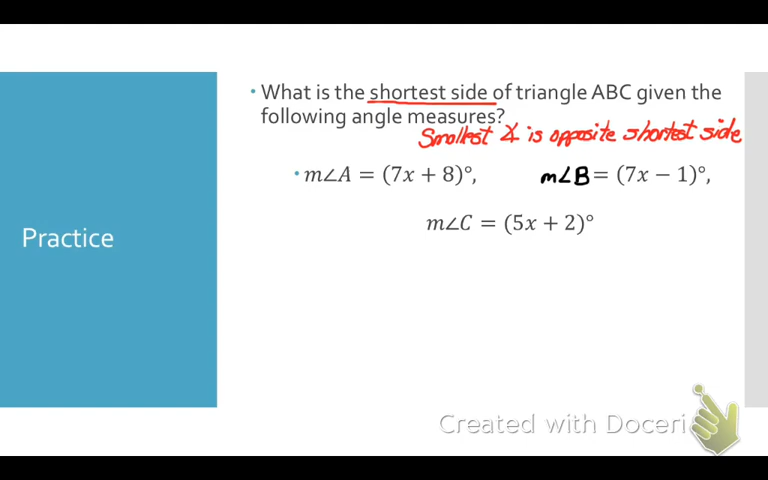 • What is the shortest side of triangle ABC given the
following angle measures?
Smallest ∡ is opposite shortest side
• m∠A = (7x + 8)°, m∠B = (7x − 1)°,
m∠C = (5x + 2)°
Practice
Created with Doceri